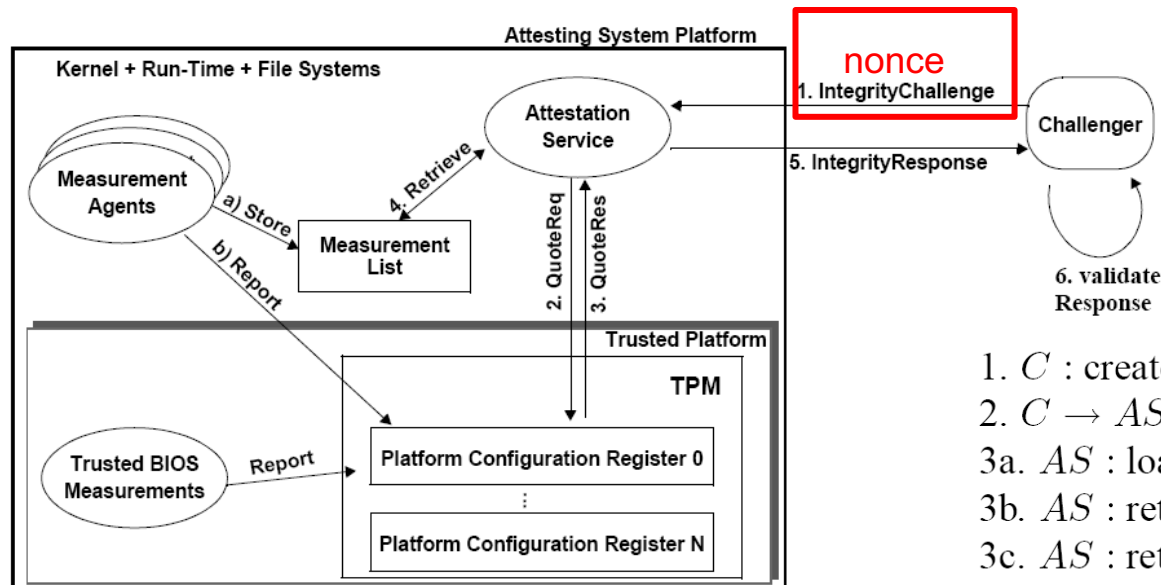 Attesting System Platform
Kernel + Run-Time + File Systems
nonce
1. IntegrityChallenge
Attestation
Service
Challenger
5. IntegrityResponse
Measurement
Agents
4. Retrieve
a) Store
Measurement
List
b) Report
2. QuoteReq
3. QuoteRes
6. validate
Response
Trusted Platform
TPM
Trusted BIOS
Measurements
Report
Platform Configuration Register 0
⋮
Platform Configuration Register N
1. C : create
2. C → AS
3a. AS : loa
3b. AS : ret
3c. AS : ret